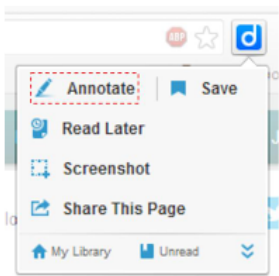 ABP
d
Annotate Save
Read Later
Screenshot
Share This Page
My Library Unread